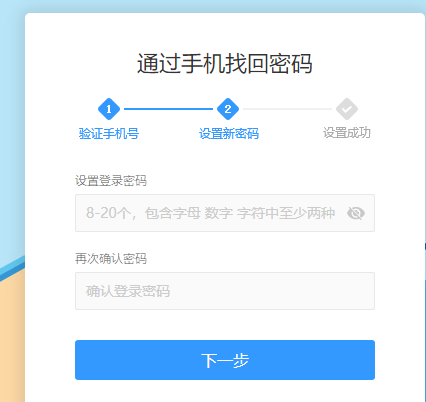 通过手机找回密码
1 2
验证手机号 设置新密码 设置成功
设置登录密码
8-20个，包含字母 数字 字符中至少两种
再次确认密码
确认登录密码
下一步